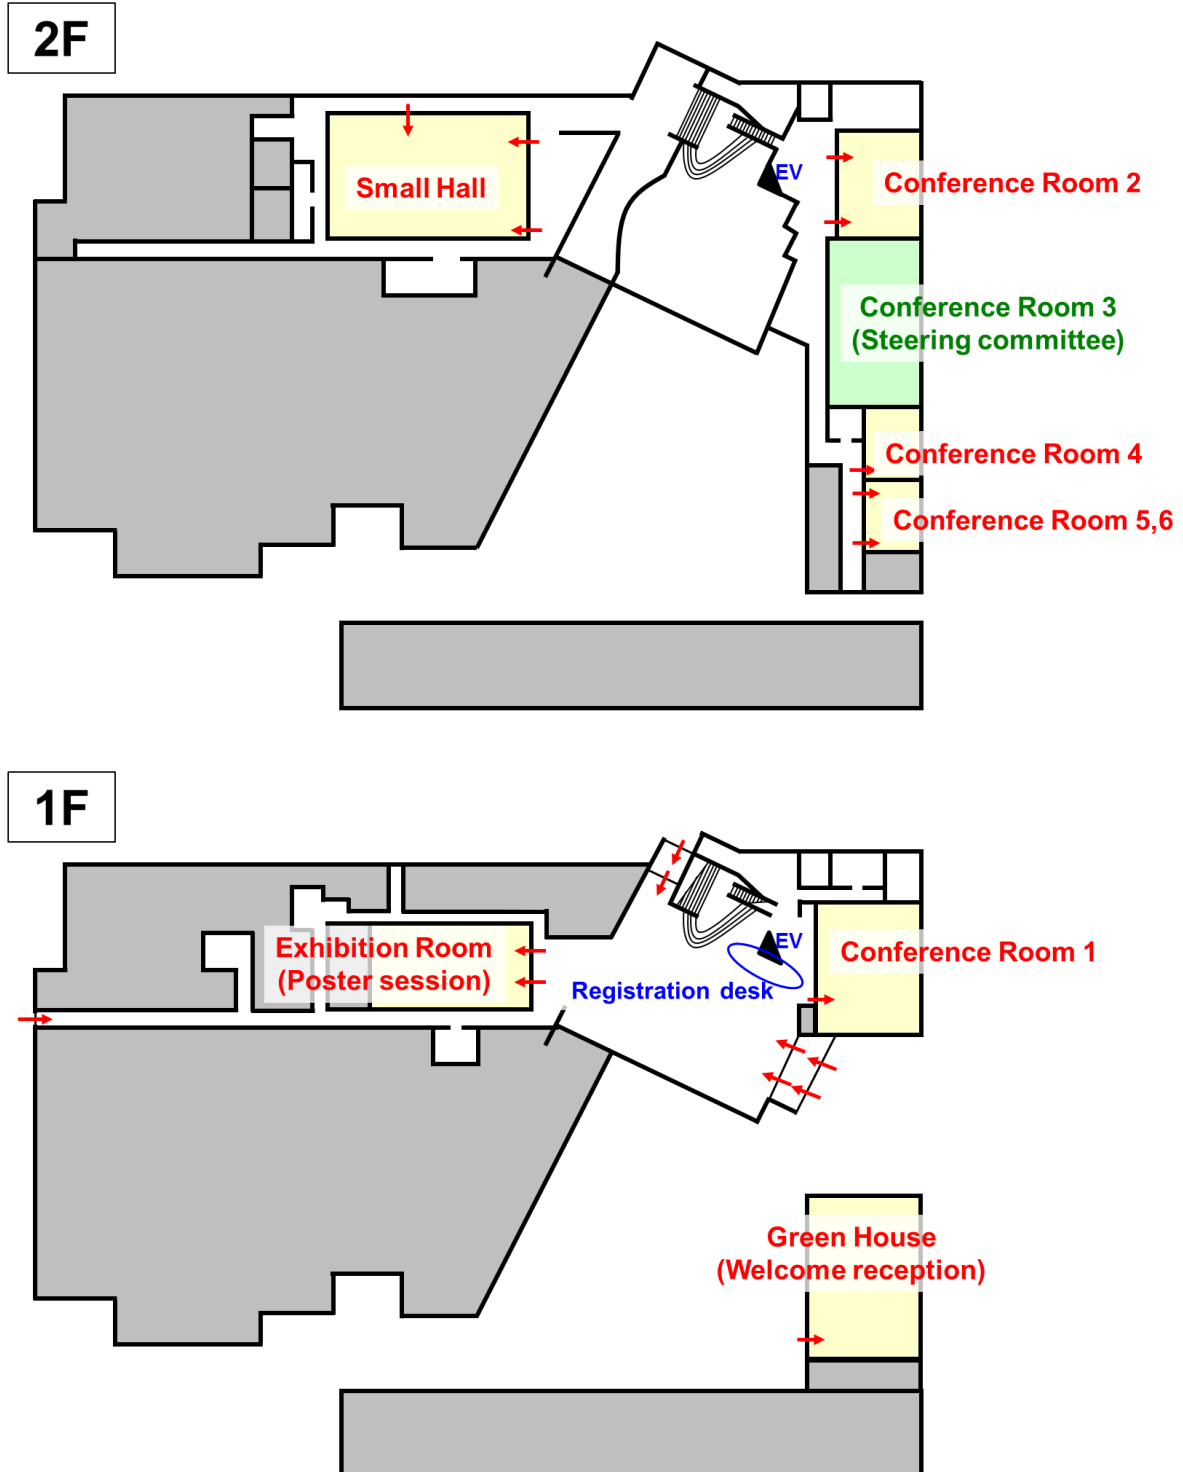 2F
Small Hall
EV
Conference Room 2
Conference Room 3
(Steering committee)
Conference Room 4
Conference Room 5,6
1F
Exhibition Room
(Poster session)
EV
Registration desk
Conference Room 1
Green House
(Welcome reception)